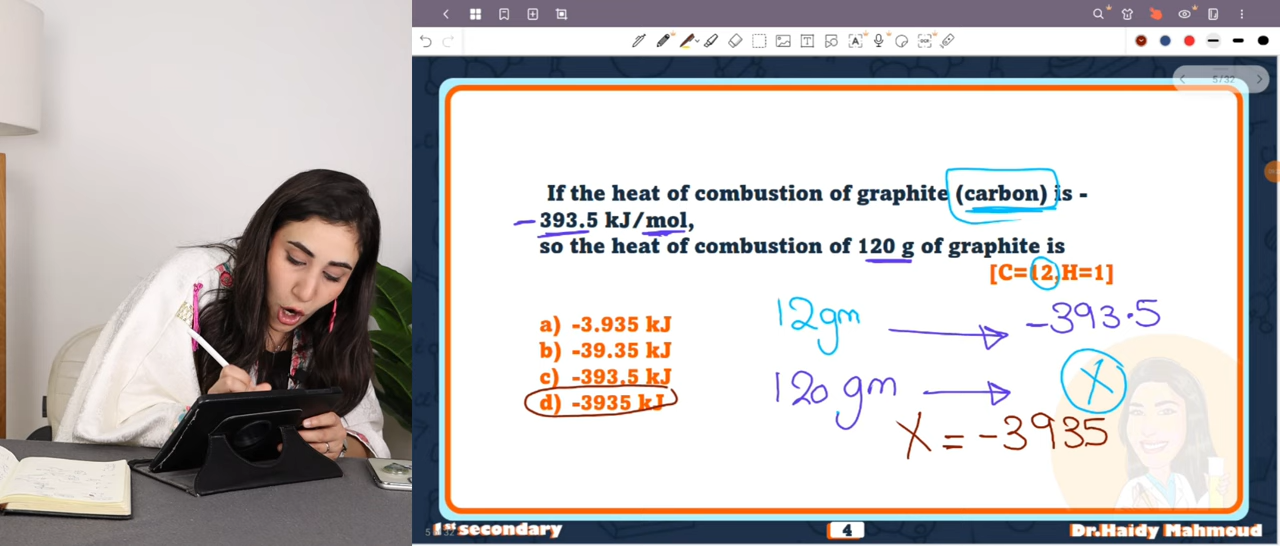 5/32
If the heat of combustion of graphite (carbon) is -
- 393.5 kJ/mol,
so the heat of combustion of 120 g of graphite is
[C=12,H=1]
a) -3.935 kJ
b) -39.35 kJ
c) -393.5 kJ
d) -3935 kJ
12gm -393.5
120 gm X
X = -3935
1st secondary
4
Dr.Haidy Mahmoud